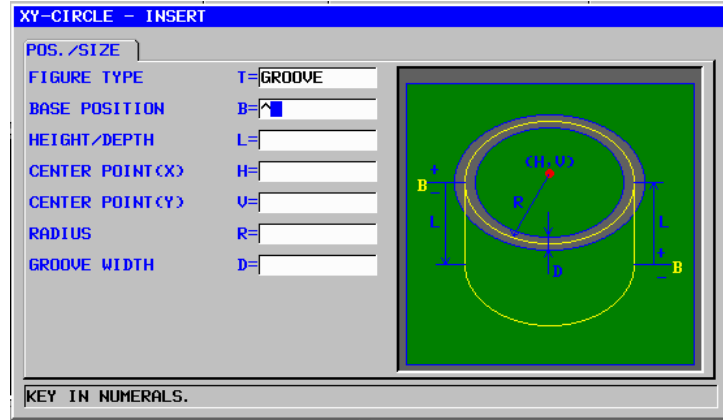 XY-CIRCLE - INSERT
POS./SIZE
FIGURE TYPE T=GROOVE
BASE POSITION B=^
HEIGHT/DEPTH L=
CENTER POINT(X) H=
CENTER POINT(Y) V=
RADIUS R=
GROOVE WIDTH D=
(H,V)
+
B
-
R
L
L
+
B
-
D
KEY IN NUMERALS.